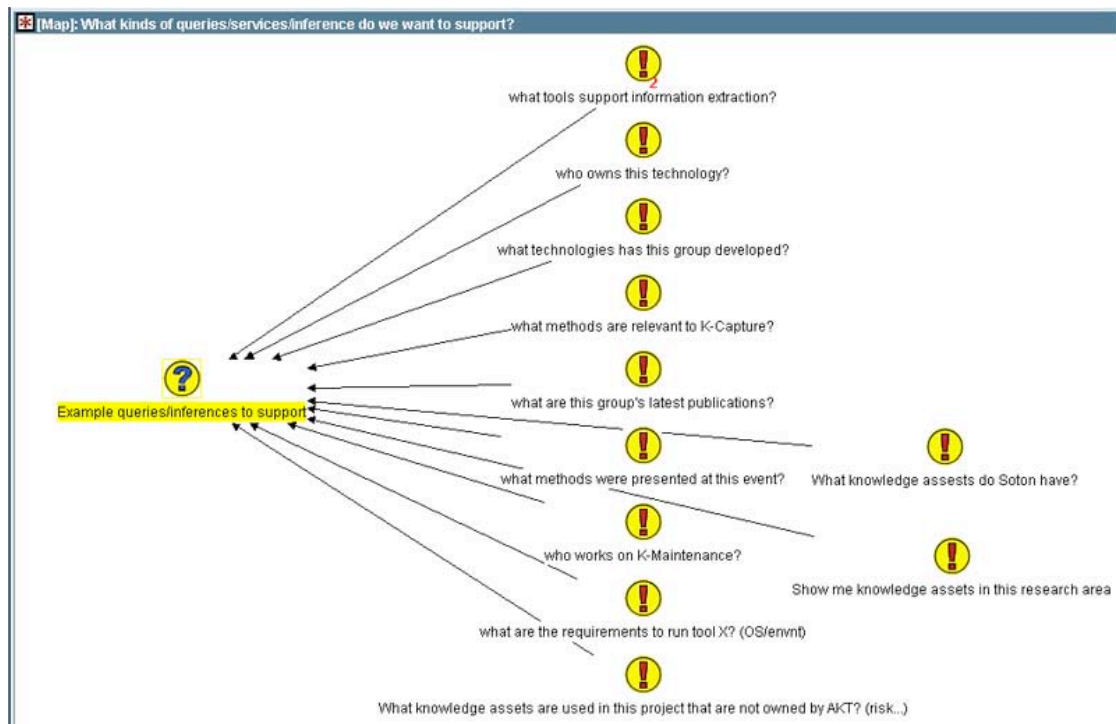 [Map]: What kinds of queries/services/inference do we want to support?
2
what tools support information extraction?
who owns this technology?
what technologies has this group developed?
what methods are relevant to K-Capture?
what are this group's latest publications?
Example queries/inferences to support
what methods were presented at this event?
What knowledge assests do Soton have?
who works on K-Maintenance?
Show me knowledge assets in this research area
what are the requirements to run tool X? (OS/envnt)
What knowledge assets are used in this project that are not owned by AKT? (risk...)